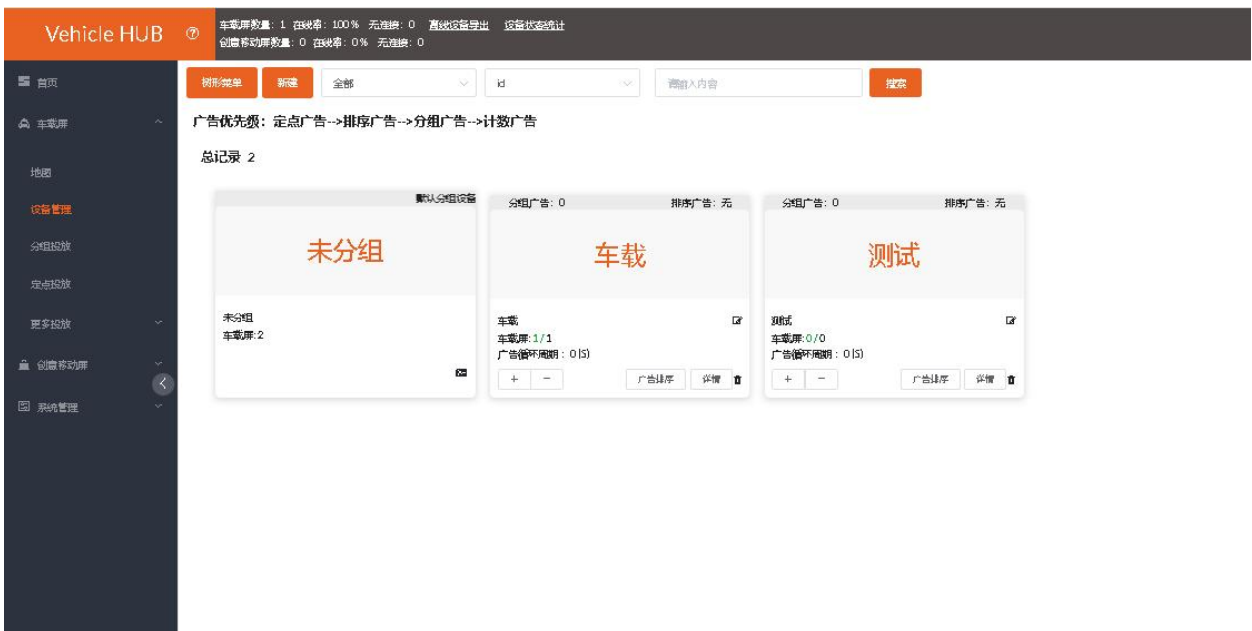 Vehicle HUB
车载屏数量: 1 在线率: 100% 无连接: 0 离线设备导出 设备状态统计
创意移动屏数量: 0 在线率: 0% 无连接: 0
首页
车载屏
地图
设备管理
分组投放
定点投放
更多投放
创意移动屏
系统管理
树形菜单 新建 全部 id 请输入内容 搜索
广告优先级: 定点广告-->排序广告-->分组广告-->计数广告
总记录 2
默认分组设备
未分组
未分组
车载屏:2
分组广告: 0 排序广告: 无
车载
车载
车载屏:1/1
广告循环周期: 0(S)
+ - 广告排序 详情
分组广告: 0 排序广告: 无
测试
测试
车载屏:0/0
广告循环周期: 0(S)
+ - 广告排序 详情